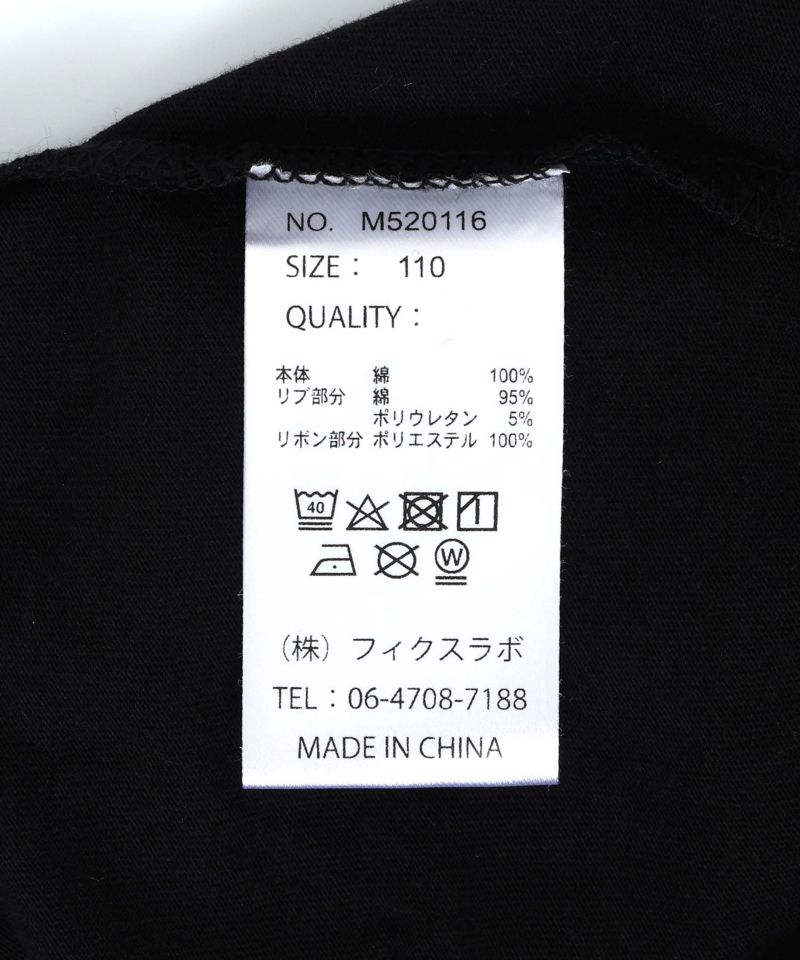 NO. M520116
SIZE： 110
QUALITY：
本体 綿 100%
リブ部分 綿 95%
ポリウレタン 5%
リボン部分 ポリエステル 100%
40
W
（株）フィクスラボ
TEL：06-4708-7188
MADE IN CHINA